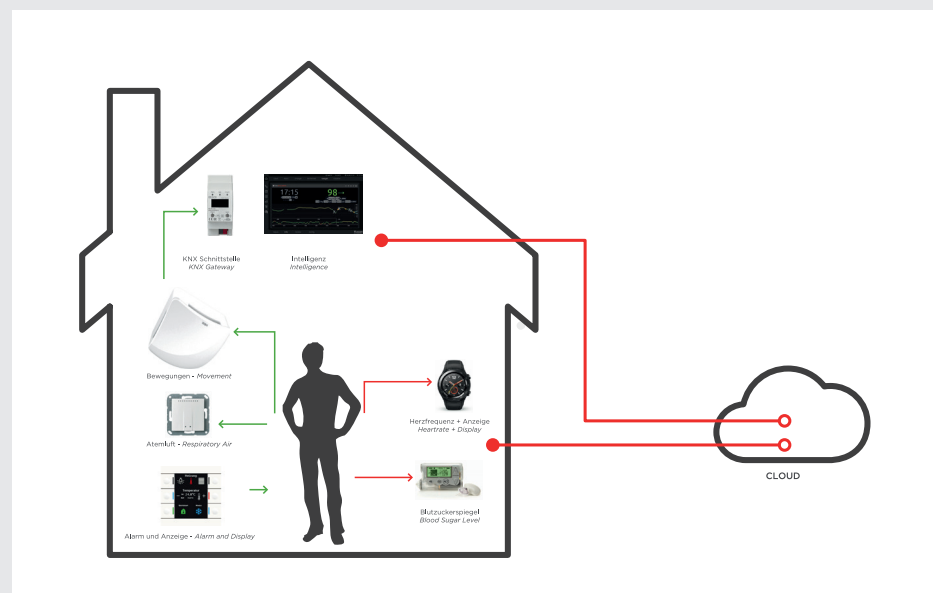 17:15
98
KNX Schnittstelle
KNX Gateway
Intelligenz
Intelligence
Bewegungen - Movement
Atemluft - Respiratory Air
Alarm und Anzeige - Alarm and Display
Herzfrequenz + Anzeige
Heartrate + Display
Blutzuckerspiegel
Blood Sugar Level
CLOUD